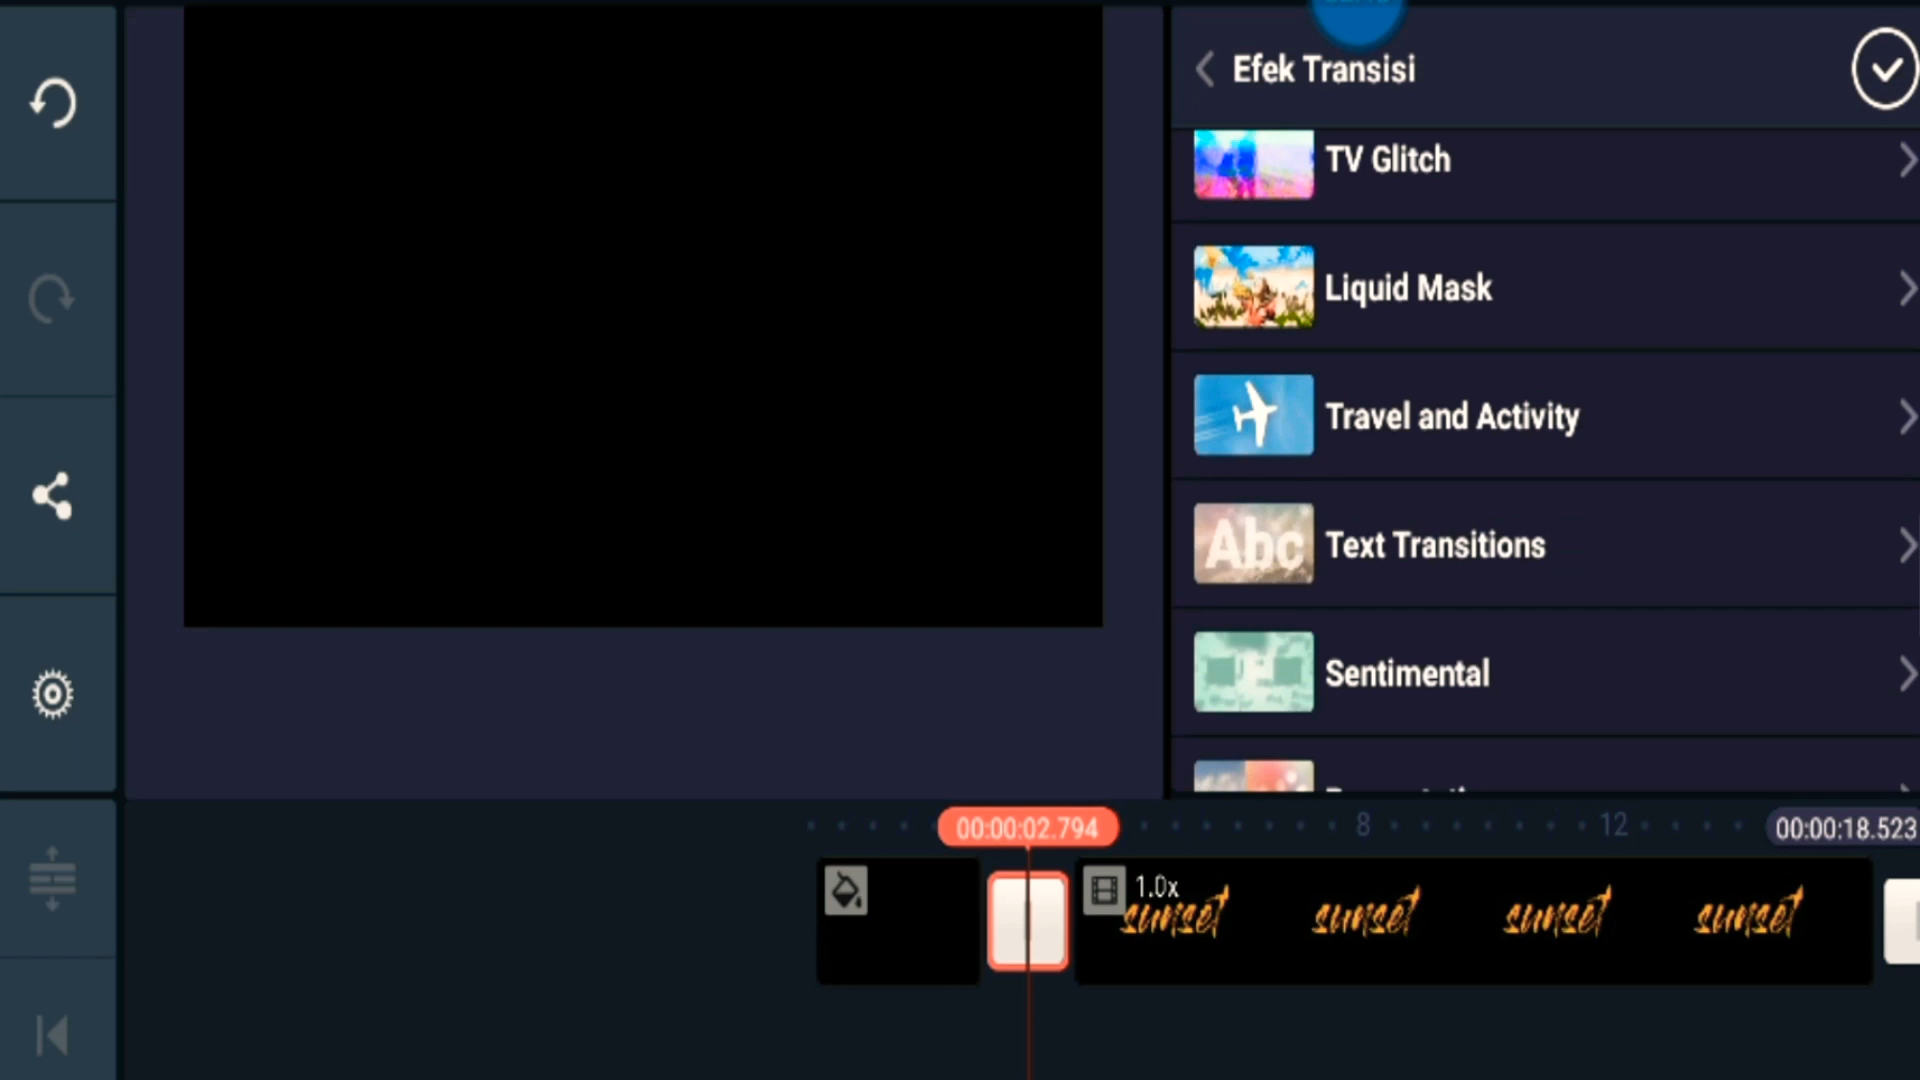 Efek Transisi
TV Glitch
Liquid Mask
Travel and Activity
Abc
Text Transitions
Sentimental
00:00:02.794
8
12
00:00:18.523
1.0x
sunset
sunset
sunset
sunset